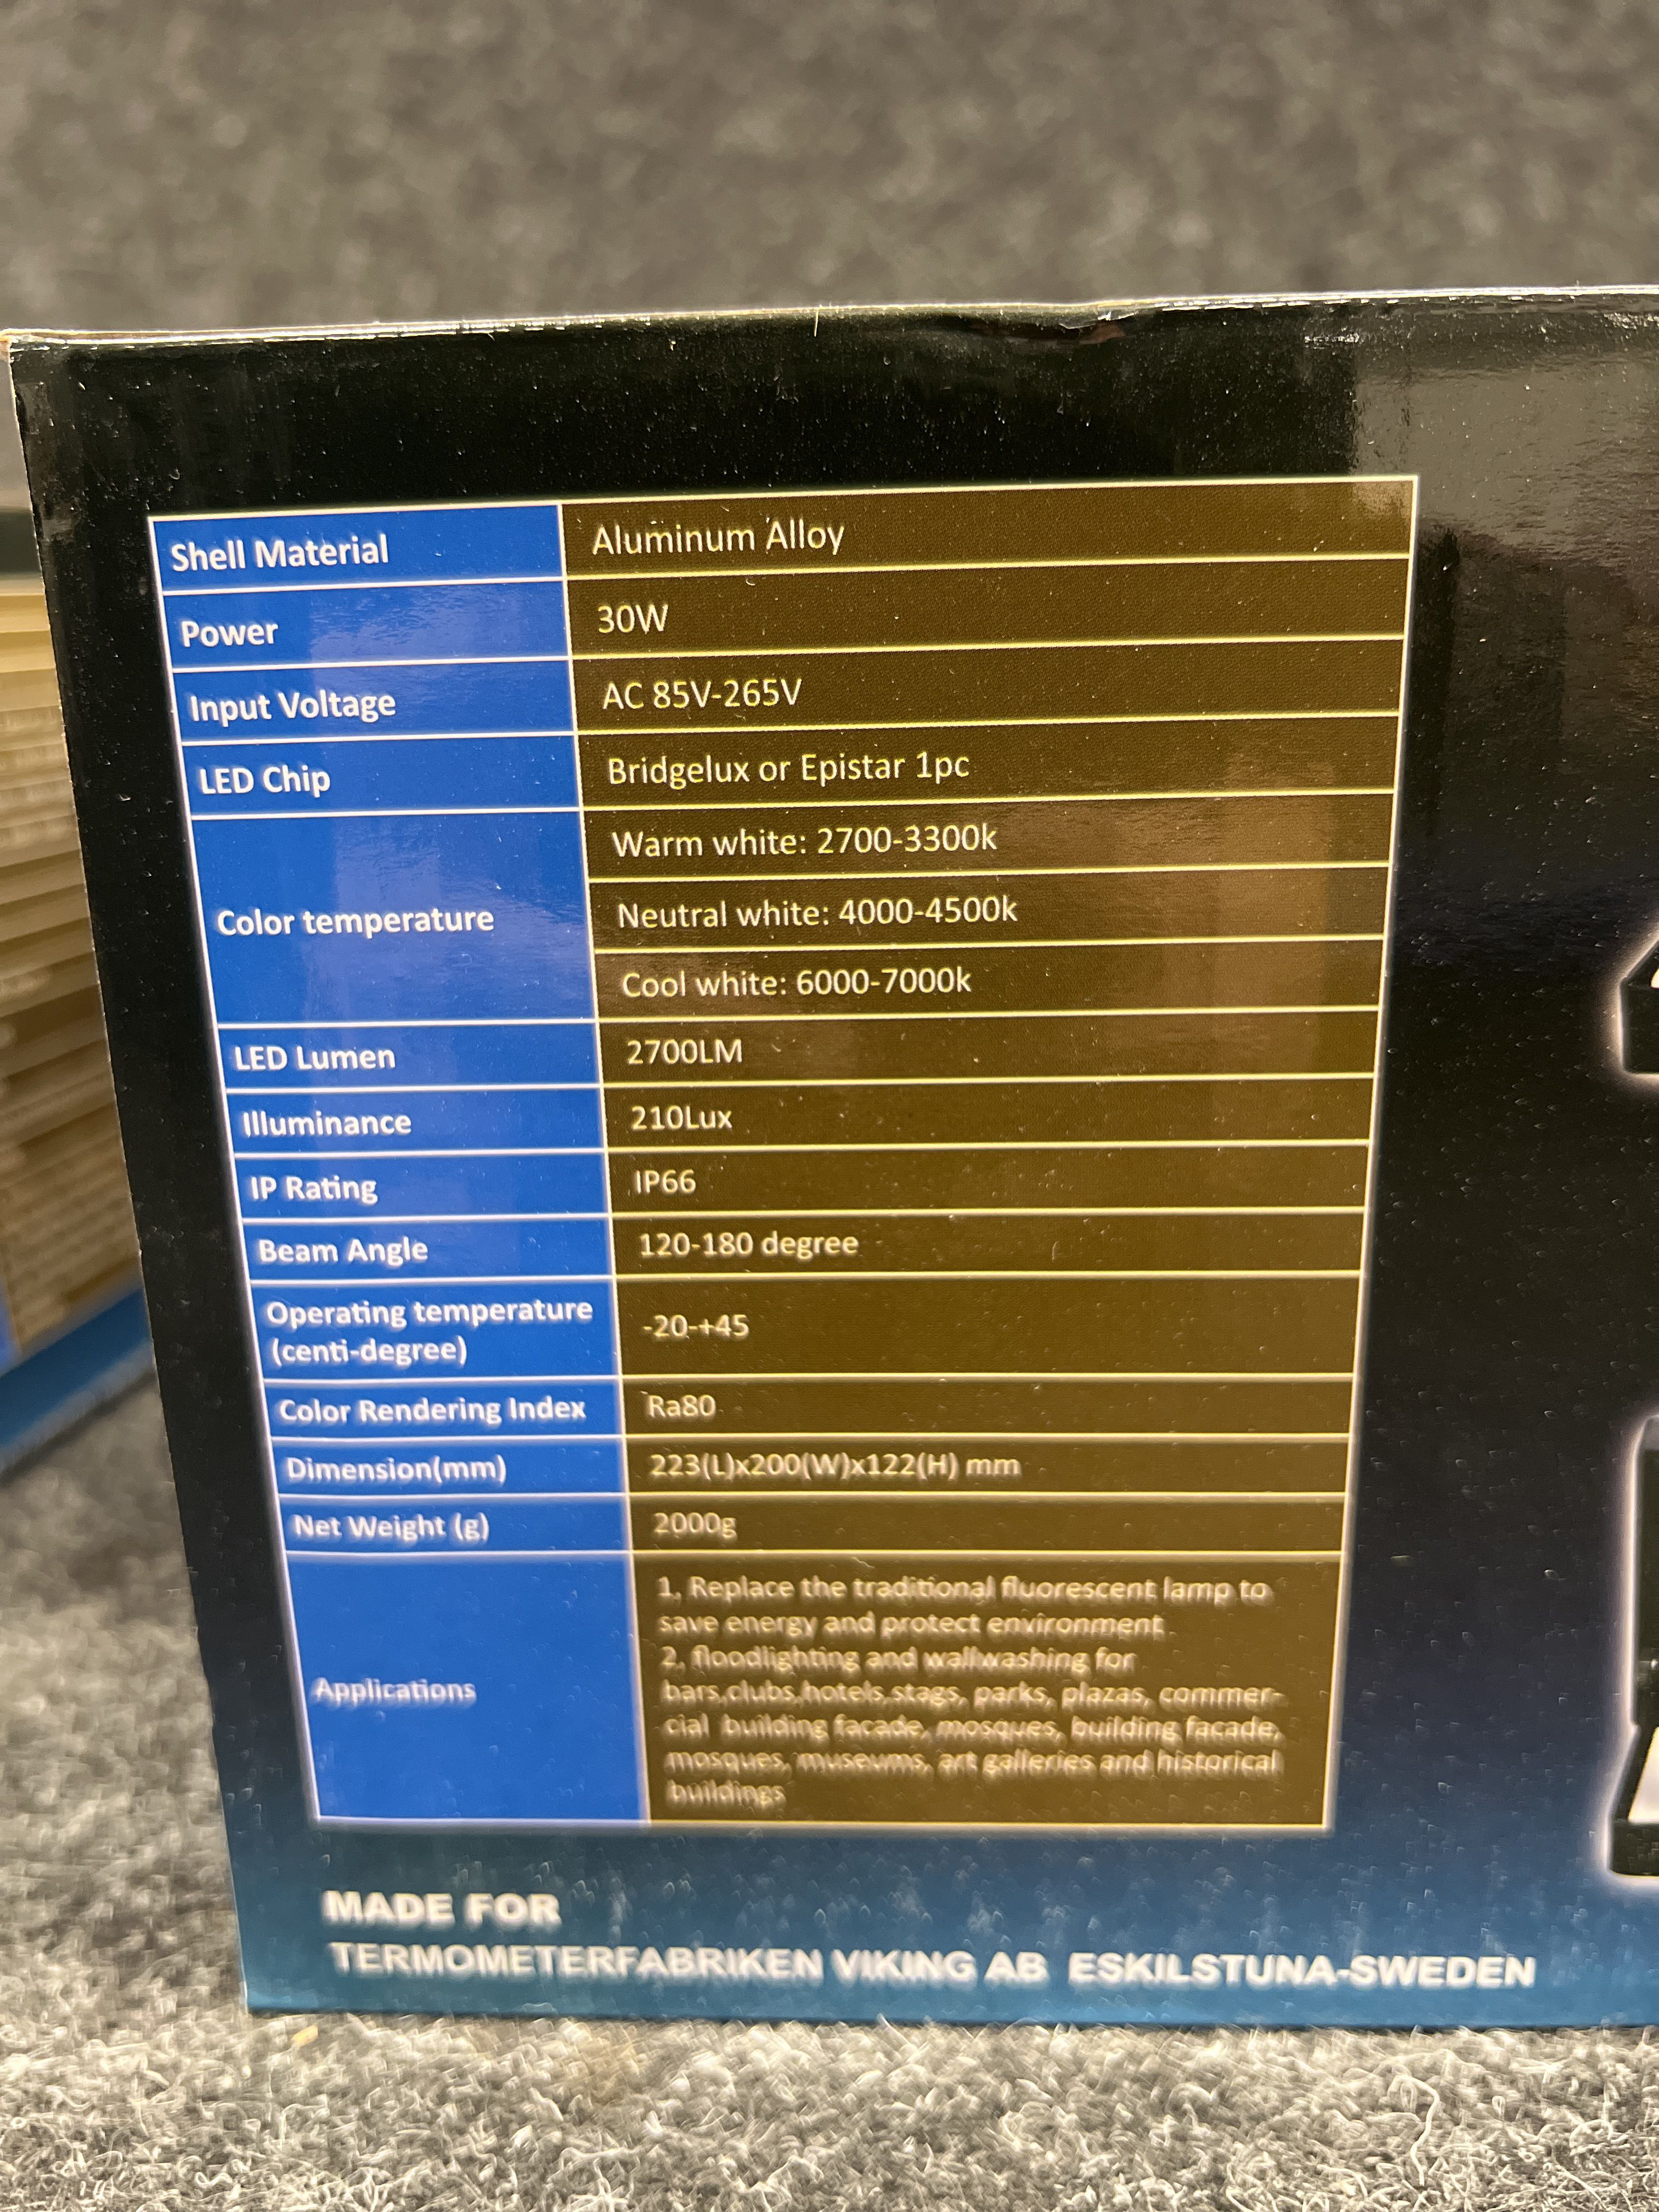 Shell Material Aluminum Alloy
Power 30W
Input Voltage AC 85V-265V
LED Chip Bridgelux or Epistar 1pc
Color temperature
Warm white: 2700-3300k
Neutral white: 4000-4500k
Cool white: 6000-7000k
LED Lumen 2700LM
Illuminance 210Lux
IP Rating IP66
Beam Angle 120-180 degree
Operating temperature
(centi-degree)
-20-+45
Color Rendering Index Ra80
Dimension(mm) 223(L)x200(W)x122(H) mm
Net Weight (g) 2000g
Applications
1, Replace the traditional fluorescent lamp to
save energy and protect environment
2, floodlighting and wallwashing for
bars,clubs,hotels,stags, parks, plazas, commer-
cial building facade, mosques, building facade,
mosques, museums, art galleries and historical
buildings
MADE FOR
TERMOMETERFABRIKEN VIKING AB ESKILSTUNA-SWEDEN